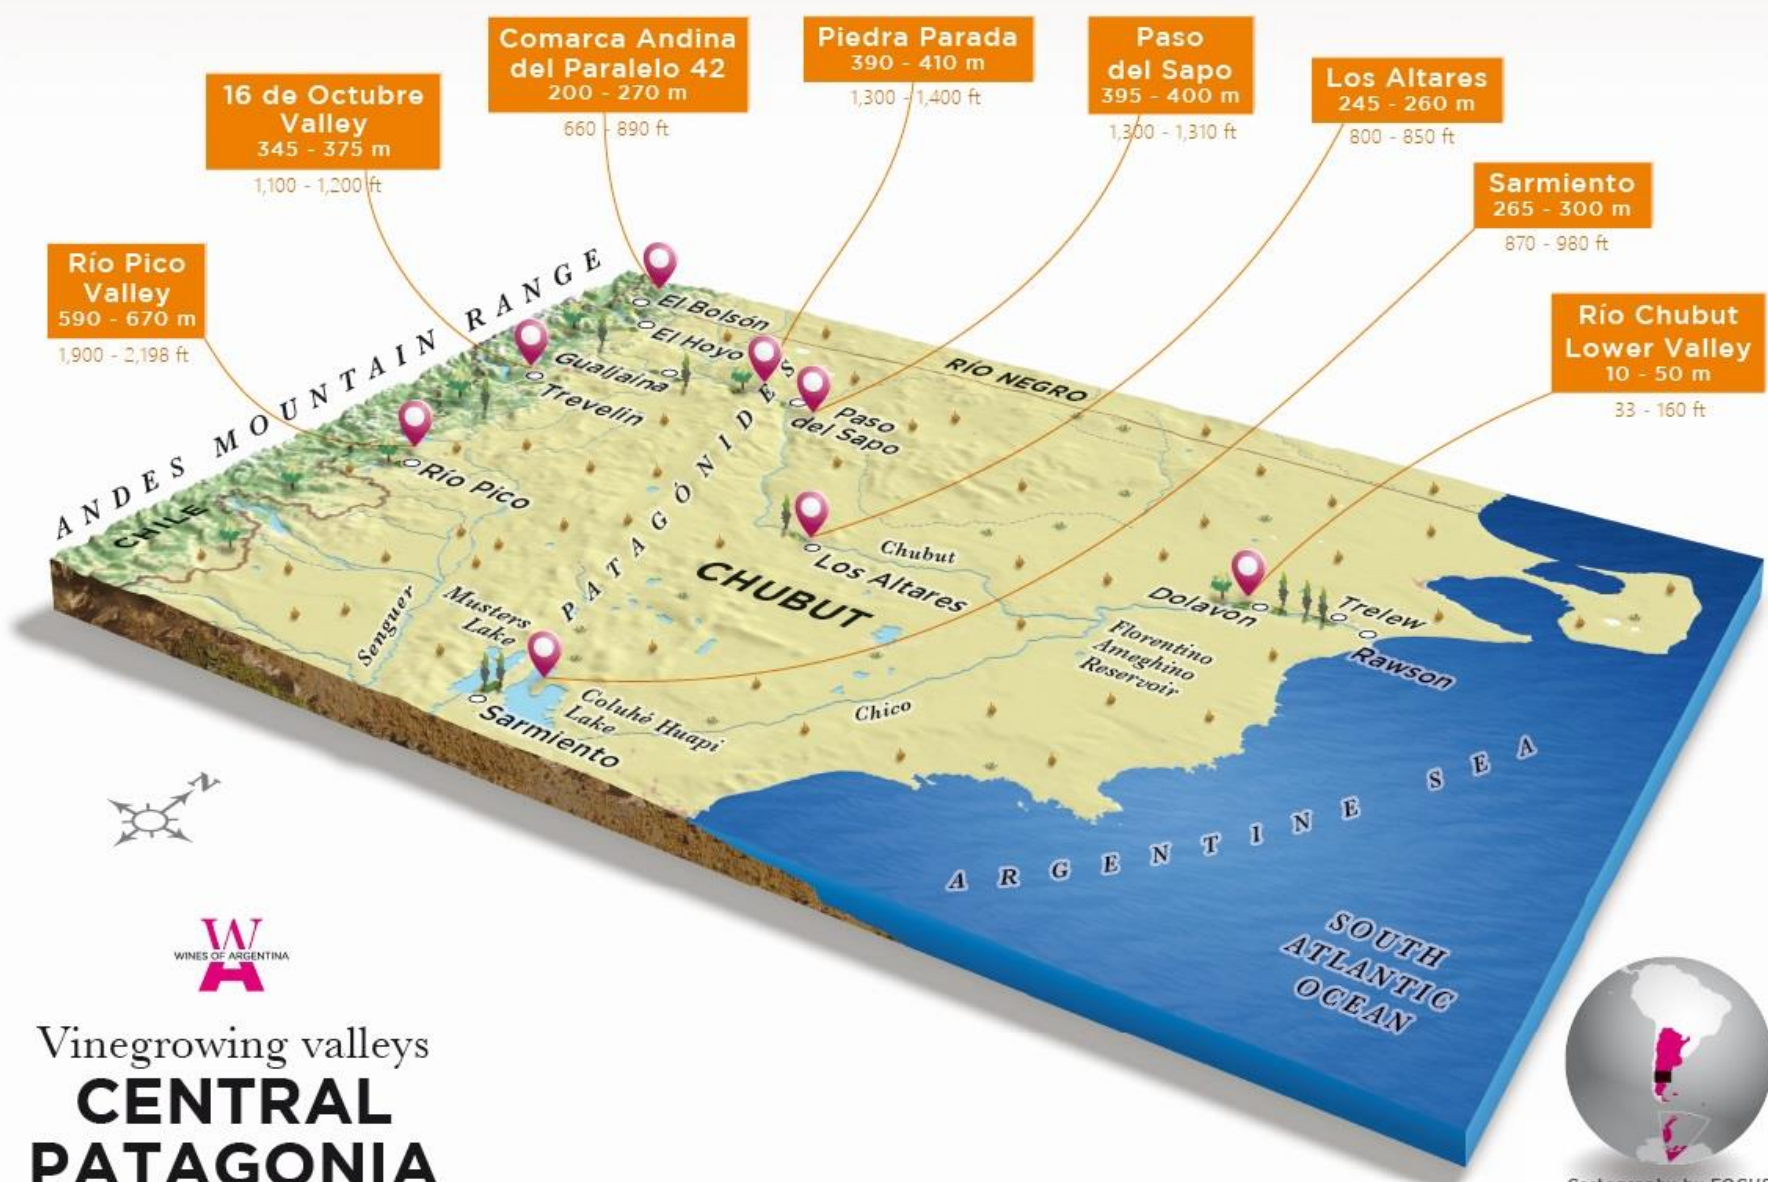 Comarca Andina
del Paralelo 42
200 - 270 m
660 - 890 ft
Piedra Parada
390 - 410 m
1,300 - 1,400 ft
Paso
del Sapo
395 - 400 m
1,300 - 1,310 ft
Los Altares
245 - 260 m
800 - 850 ft
16 de Octubre
Valley
345 - 375 m
1,100 - 1,200 ft
Sarmiento
265 - 300 m
870 - 980 ft
Río Pico
Valley
590 - 670 m
1,900 - 2,198 ft
Río Chubut
Lower Valley
10 - 50 m
33 - 160 ft
ANDES MOUNTAIN RANGE
El Bolsón
El Hoyo
Gualjaina
Trevelin
RÍO NEGRO
PATAGÓNIDES
Paso
del Sapo
Río Pico
CHILE
Chubut
Los Altares
CHUBUT
Senguer
Musters
Lake
Dolavon
Trelew
Rawson
Florentino
Ameghino
Reservoir
Coluhé Huapi
Lake
Sarmiento
Chico
ARGENTINE SEA
SOUTH
ATLANTIC
OCEAN
N
WA
WINES OF ARGENTINA
Vinegrowing valleys
CENTRAL
PATAGONIA
Cartography by FOCUS